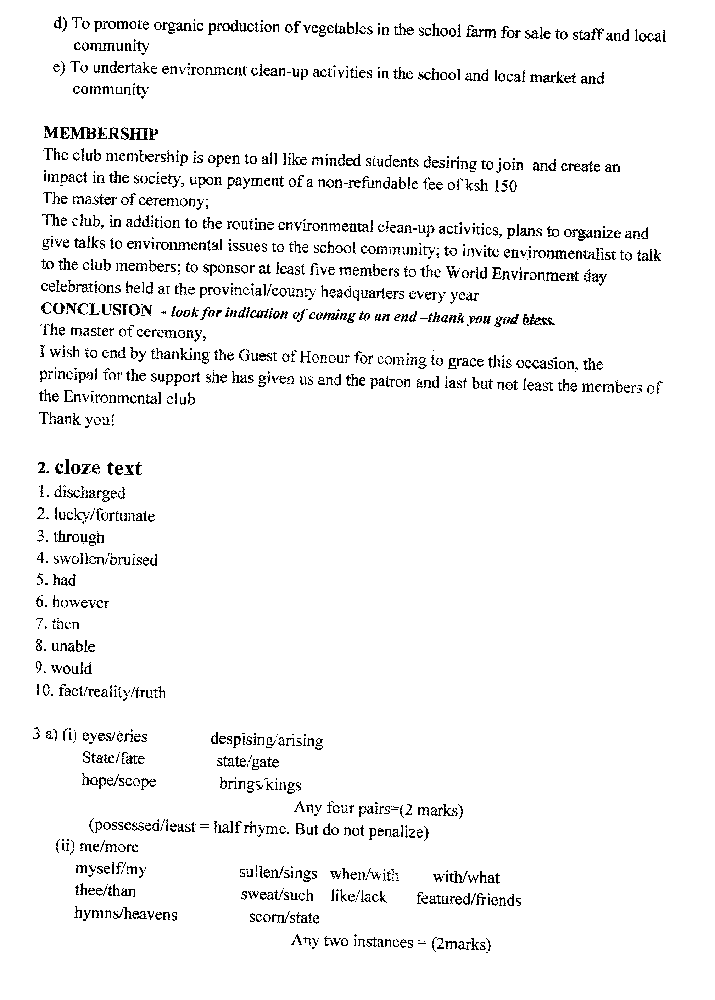 d) To promote organic production of vegetables in the school farm for sale to staff and local
community
e) To undertake environment clean-up activities in the school and local market and
community
MEMBERSHIP
The club membership is open to all like minded students desiring to join and create an
impact in the society, upon payment of a non-refundable fee of ksh 150
The master of ceremony;
The club, in addition to the routine environmental clean-up activities, plans to organize and
give talks to environmental issues to the school community; to invite environmentalist to talk
to the club members; to sponsor at least five members to the World Environment day
celebrations held at the provincial/county headquarters every year
CONCLUSION - look for indication of coming to an end –thank you god bless.
The master of ceremony,
I wish to end by thanking the Guest of Honour for coming to grace this occasion, the
principal for the support she has given us and the patron and last but not least the members of
the Environmental club
Thank you!
2. cloze text
1. discharged
2. lucky/fortunate
3. through
4. swollen/bruised
5. had
6. however
7. then
8. unable
9. would
10. fact/reality/truth
3 a) (i) eyes/cries despising/arising
State/fate state/gate
hope/scope brings/kings
Any four pairs=(2 marks)
(possessed/least = half rhyme. But do not penalize)
(ii) me/more
myself/my sullen/sings when/with with/what
thee/than sweat/such like/lack featured/friends
hymns/heavens scorn/state
Any two instances = (2marks)